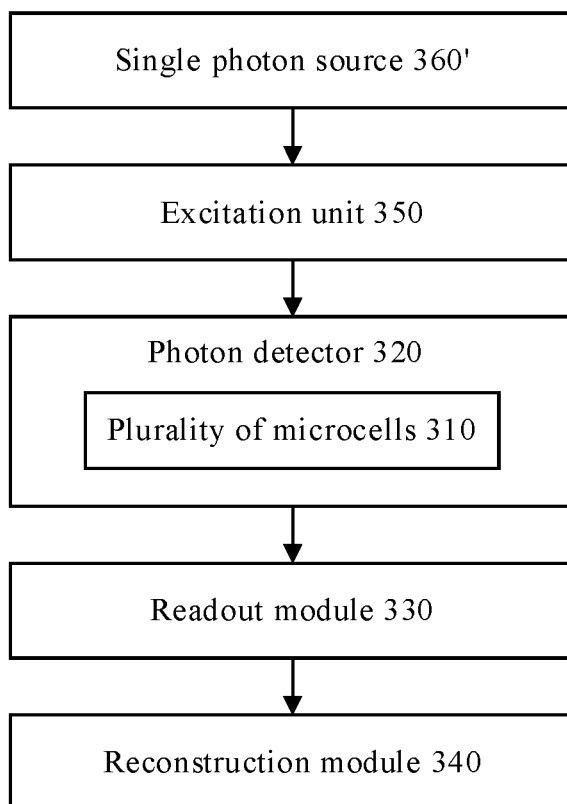 Single photon source 360'
Excitation unit 350
Photon detector 320
Plurality of microcells 310
Readout module 330
Reconstruction module 340